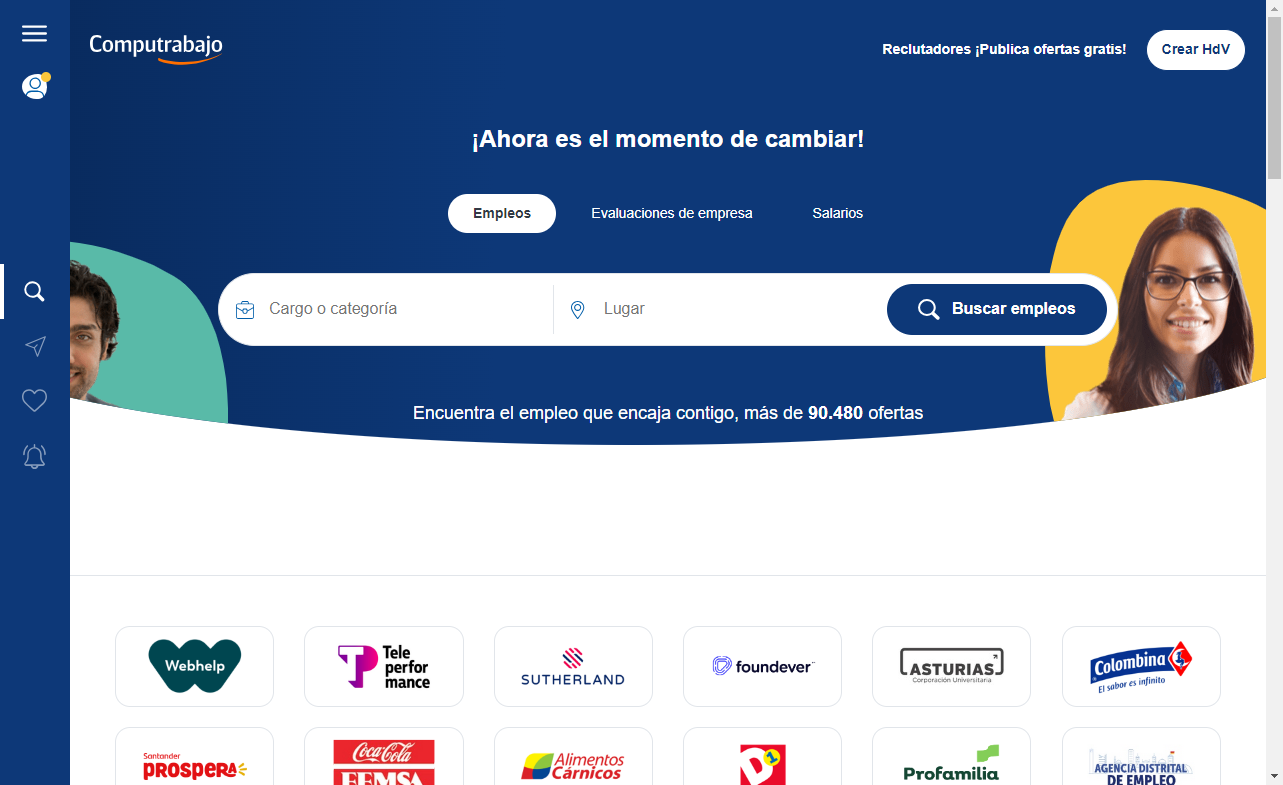 Computrabajo
Reclutadores ¡Publica ofertas gratis!
Crear HdV
¡Ahora es el momento de cambiar!
Empleos
Evaluaciones de empresa
Salarios
Cargo o categoría
Lugar
Buscar empleos
Encuentra el empleo que encaja contigo, más de 90.480 ofertas
Webhelp
Tele
perfor
mance
SUTHERLAND
foundever
ASTURIAS
Corporación Universitaria
Colombina
El sabor es infinito
Santander
PROSPERA
Coca-Cola
FEMSA
Alimentos
Cárnicos
D1
Profamilia
AGENCIA DISTRITAL
DE EMPLEO